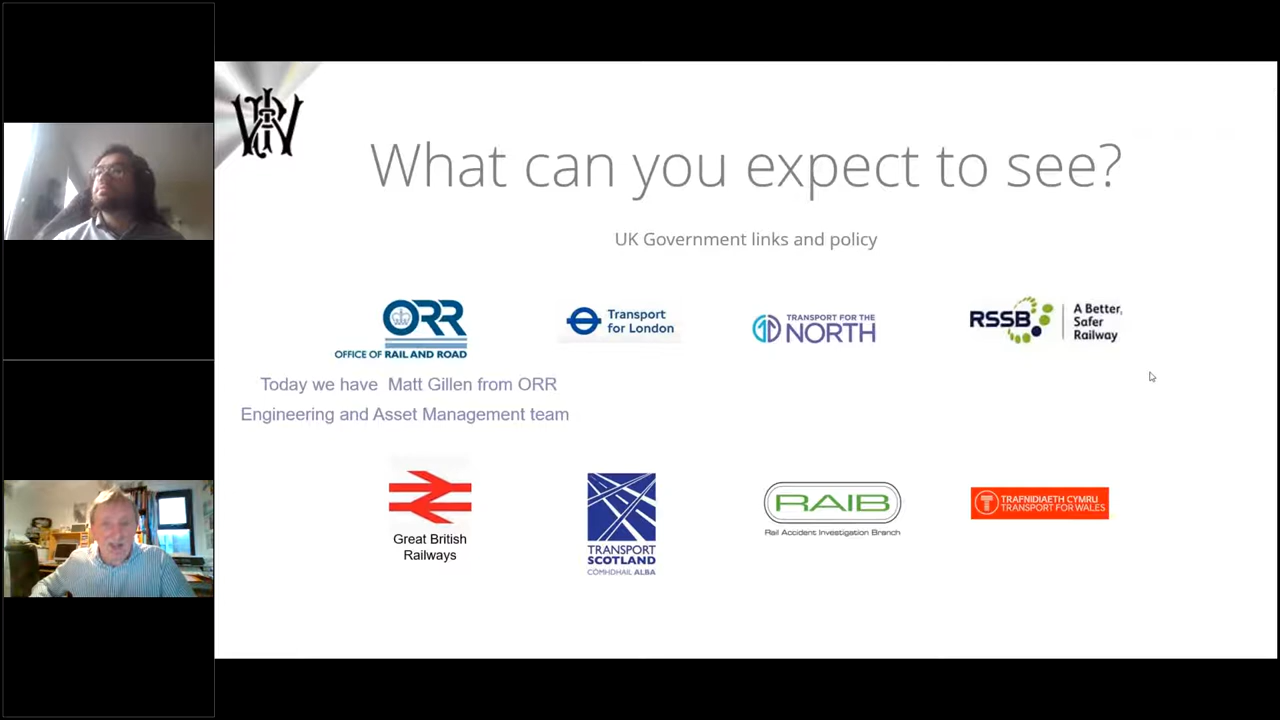 What can you expect to see?
UK Government links and policy
ORR
OFFICE OF RAIL AND ROAD
Transport
for London
TRANSPORT FOR THE
NORTH
RSSB
A Better,
Safer
Railway
Today we have Matt Gillen from ORR
Engineering and Asset Management team
Great British
Railways
TRANSPORT
SCOTLAND
CÒMHDHAIL ALBA
RAIB
Rail Accident Investigation Branch
TRAFNIDIAETH CYMRU
TRANSPORT FOR WALES